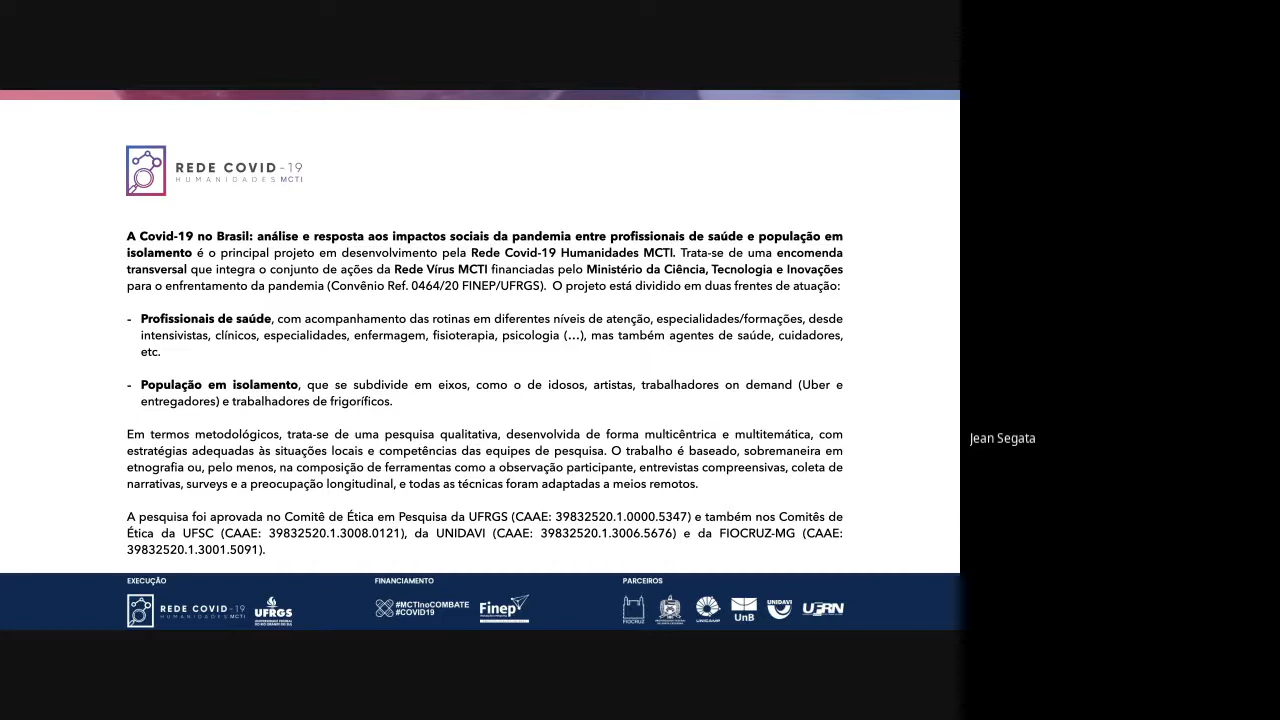 REDE COVID-19
HUMANIDADES MCTI
A Covid-19 no Brasil: análise e resposta aos impactos sociais da pandemia entre profissionais de saúde e população em
isolamento é o principal projeto em desenvolvimento pela Rede Covid-19 Humanidades MCTI. Trata-se de uma encomenda
transversal que integra o conjunto de ações da Rede Vírus MCTI financiadas pelo Ministério da Ciência, Tecnologia e Inovações
para o enfrentamento da pandemia (Convênio Ref. 0464/20 FINEP/UFRGS). O projeto está dividido em duas frentes de atuação:
- Profissionais de saúde, com acompanhamento das rotinas em diferentes níveis de atenção, especialidades/formações, desde
intensivistas, clínicos, especialidades, enfermagem, fisioterapia, psicologia (...), mas também agentes de saúde, cuidadores,
etc.
- População em isolamento, que se subdivide em eixos, como o de idosos, artistas, trabalhadores on demand (Uber e
entregadores) e trabalhadores de frigoríficos.
Em termos metodológicos, trata-se de uma pesquisa qualitativa, desenvolvida de forma multicêntrica e multitemática, com
estratégias adequadas às situações locais e competências das equipes de pesquisa. O trabalho é baseado, sobremaneira em
etnografia ou, pelo menos, na composição de ferramentas como a observação participante, entrevistas compreensivas, coleta de
narrativas, surveys e a preocupação longitudinal, e todas as técnicas foram adaptadas a meios remotos.
A pesquisa foi aprovada no Comitê de Ética em Pesquisa da UFRGS (CAAE: 39832520.1.0000.5347) e também nos Comitês de
Ética da UFSC (CAAE: 39832520.1.3008.0121), da UNIDAVI (CAAE: 39832520.1.3006.5676) e da FIOCRUZ-MG (CAAE:
39832520.1.3001.5091).
Jean Segata
EXECUÇÃO
FINANCIAMENTO
PARCEIROS
REDE COVID-19
HUMANIDADES MCTI
UFRGS
#MCTInoCOMBATE
#COVID19
Finep
FIOCRUZ
UNICAMP
UnB
UNIDAVI
UFRN